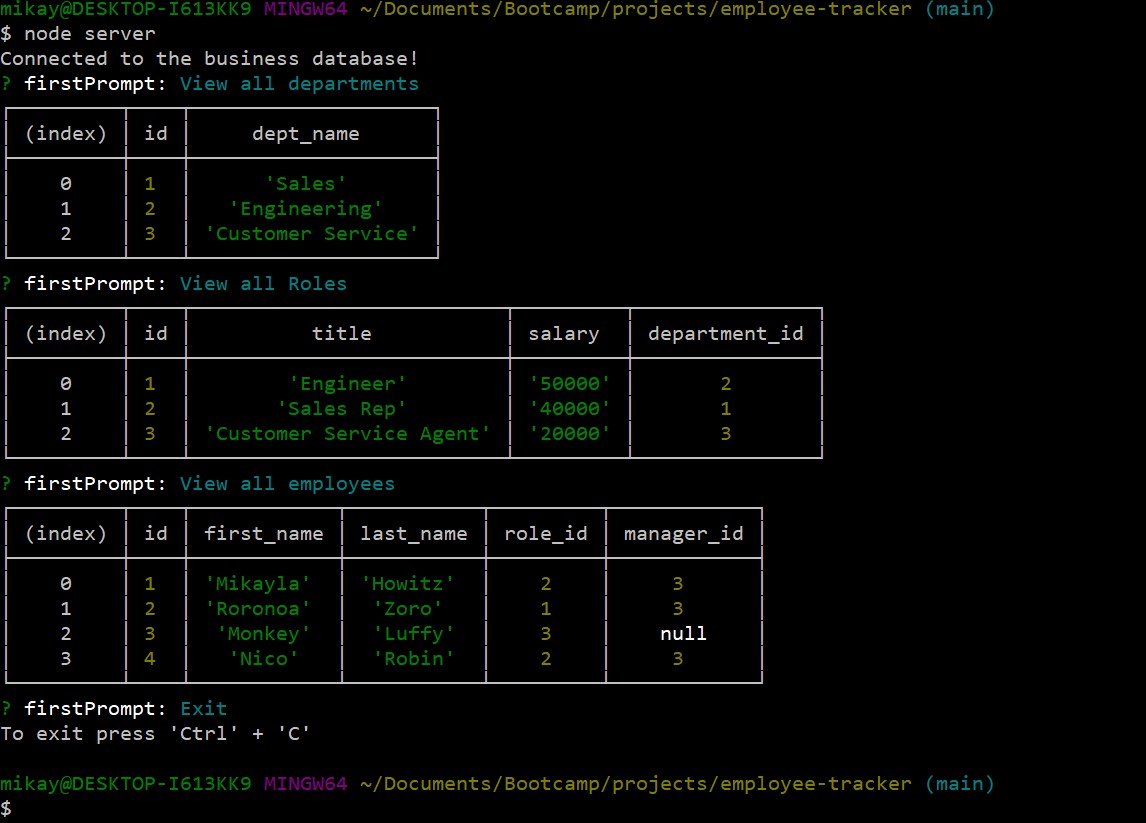 mikay@DESKTOP-I613KK9 MINGW64 ~/Documents/Bootcamp/projects/employee-tracker (main)
$ node server
Connected to the business database!
? firstPrompt: View all departments
(index) id dept_name
0 1 'Sales'
1 2 'Engineering'
2 3 'Customer Service'
? firstPrompt: View all Roles
(index) id title salary department_id
0 1 'Engineer' '50000' 2
1 2 'Sales Rep' '40000' 1
2 3 'Customer Service Agent' '20000' 3
? firstPrompt: View all employees
(index) id first_name last_name role_id manager_id
0 1 'Mikayla' 'Howitz' 2 3
1 2 'Roronoa' 'Zoro' 1 3
2 3 'Monkey' 'Luffy' 3 null
3 4 'Nico' 'Robin' 2 3
? firstPrompt: Exit
To exit press 'Ctrl' + 'C'
mikay@DESKTOP-I613KK9 MINGW64 ~/Documents/Bootcamp/projects/employee-tracker (main)
$